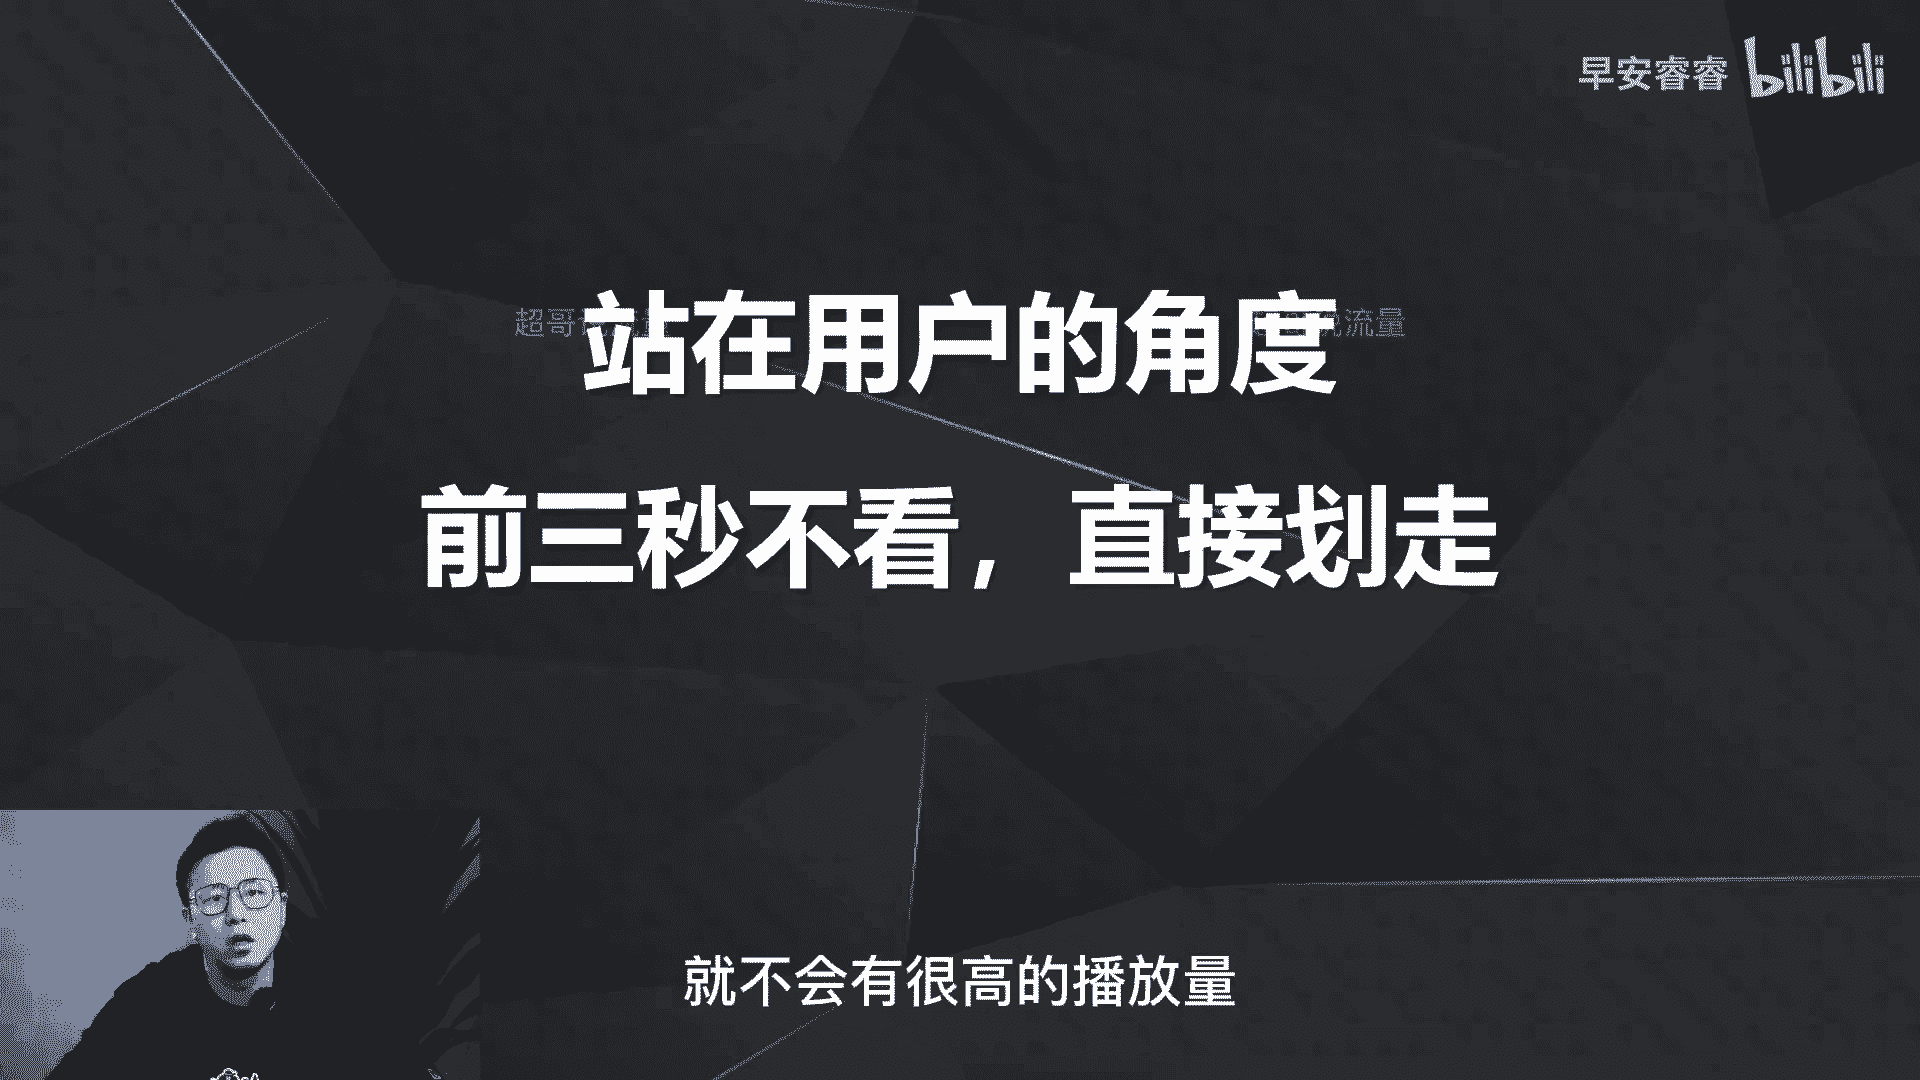 早安睿睿 bilibili
超哥 流量
站在用户的角度
前三秒不看，直接划走
就不会有很高的播放量